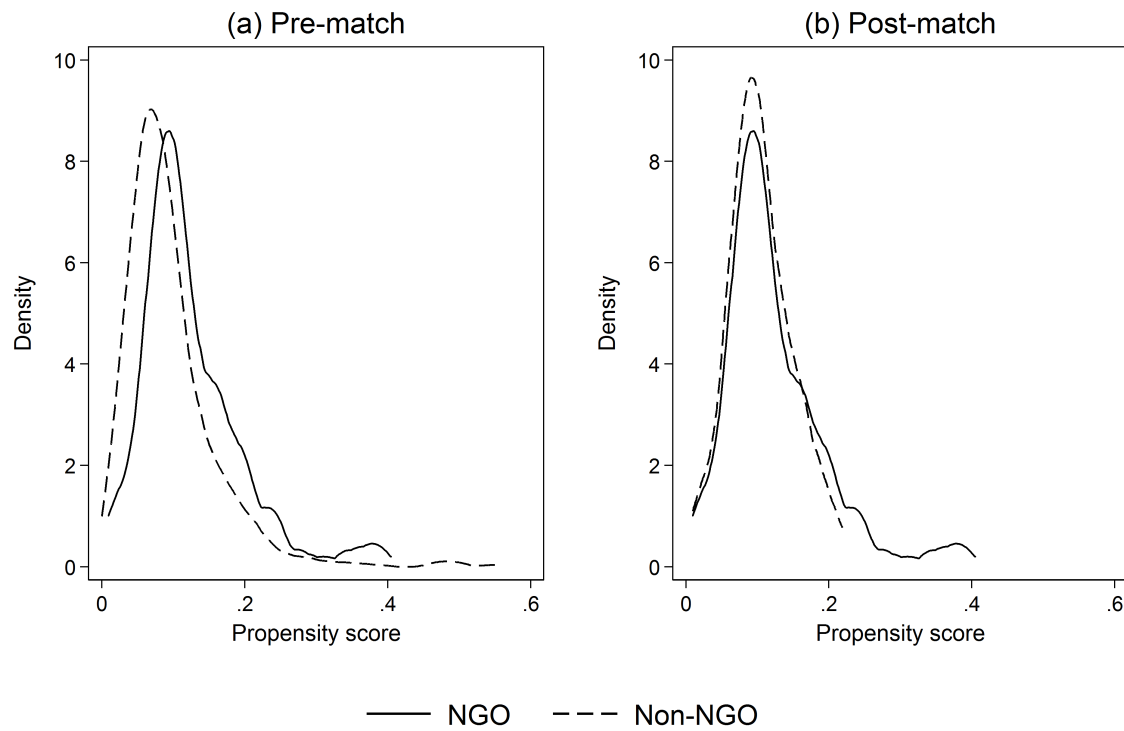 (a) Pre-match
10
8
6
4
2
0
Density
0 .2 .4 .6
Propensity score
(b) Post-match
10
8
6
4
2
0
Density
0 .2 .4 .6
Propensity score
NGO Non-NGO